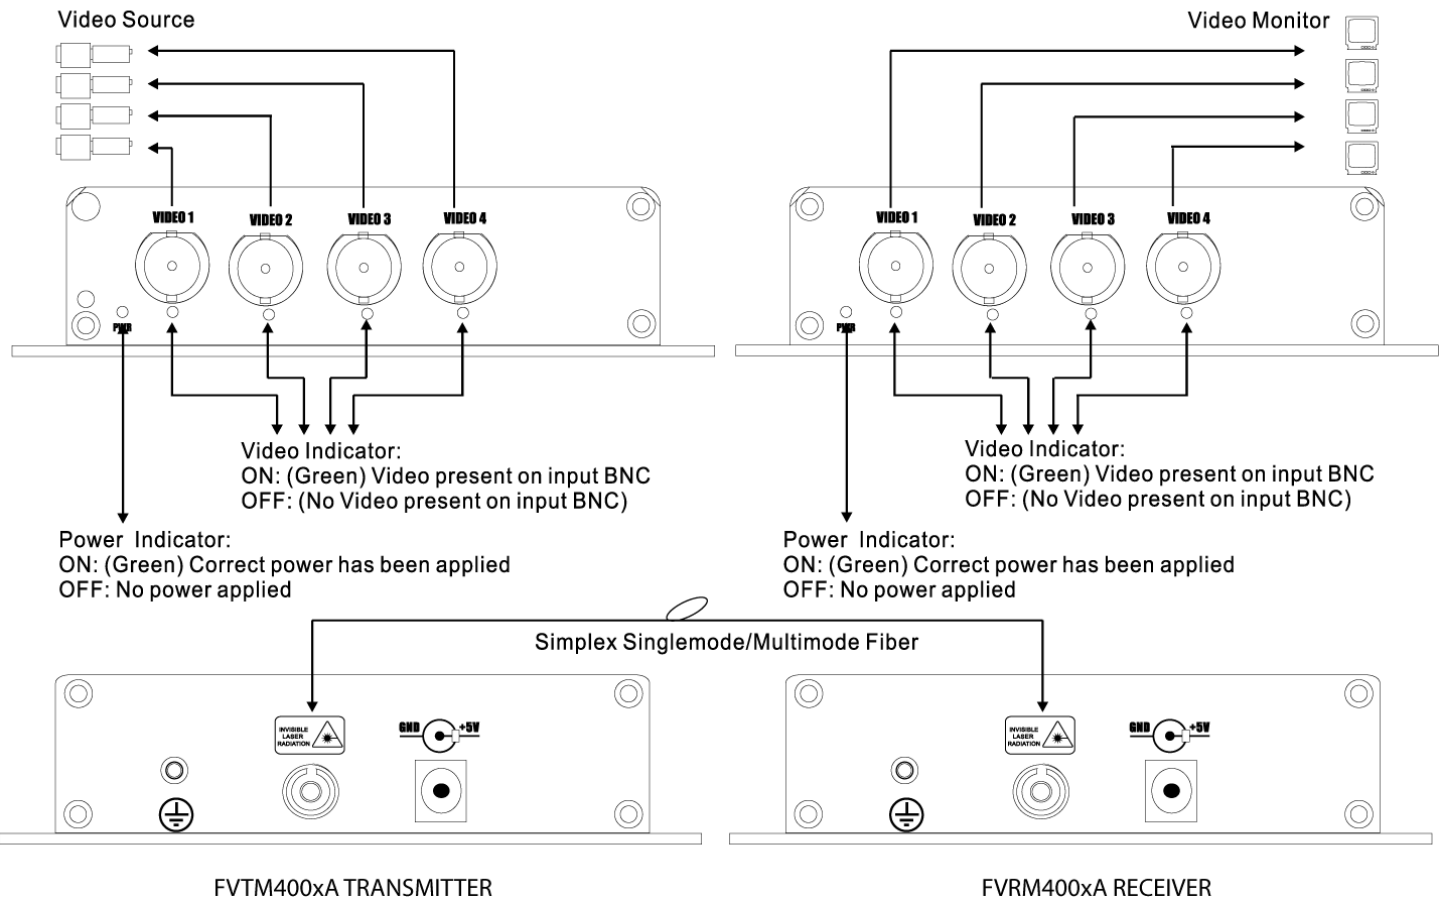 Video Source
Video Monitor
VIDEO 1
VIDEO 2
VIDEO 3
VIDEO 4
PWR
VIDEO 1
VIDEO 2
VIDEO 3
VIDEO 4
PWR
Video Indicator:
ON: (Green) Video present on input BNC
OFF: (No Video present on input BNC)
Video Indicator:
ON: (Green) Video present on input BNC
OFF: (No Video present on input BNC)
Power Indicator:
ON: (Green) Correct power has been applied
OFF: No power applied
Power Indicator:
ON: (Green) Correct power has been applied
OFF: No power applied
Simplex Singlemode/Multimode Fiber
INVISIBLE
LASER
RADIATION
GND +5V
INVISIBLE
LASER
RADIATION
GND +5V
FVTM400xA TRANSMITTER
FVRM400xA RECEIVER